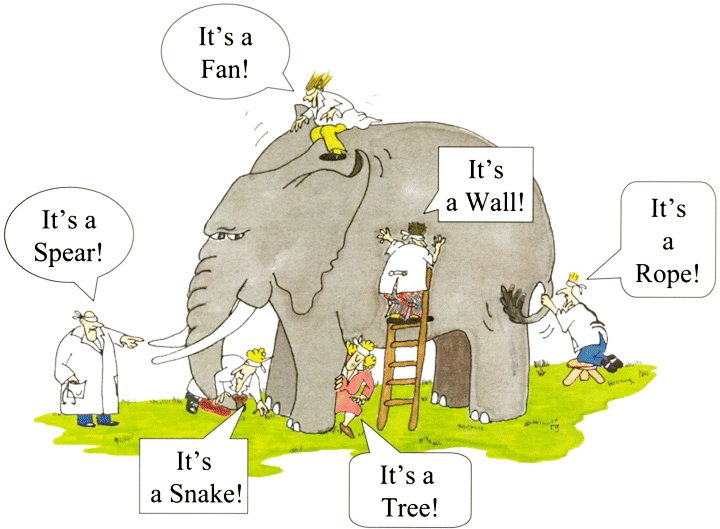 It's a
Fan!
It's
a Wall!
It's
a
Rope!
It's a
Spear!
It's
a Snake!
It's a
Tree!